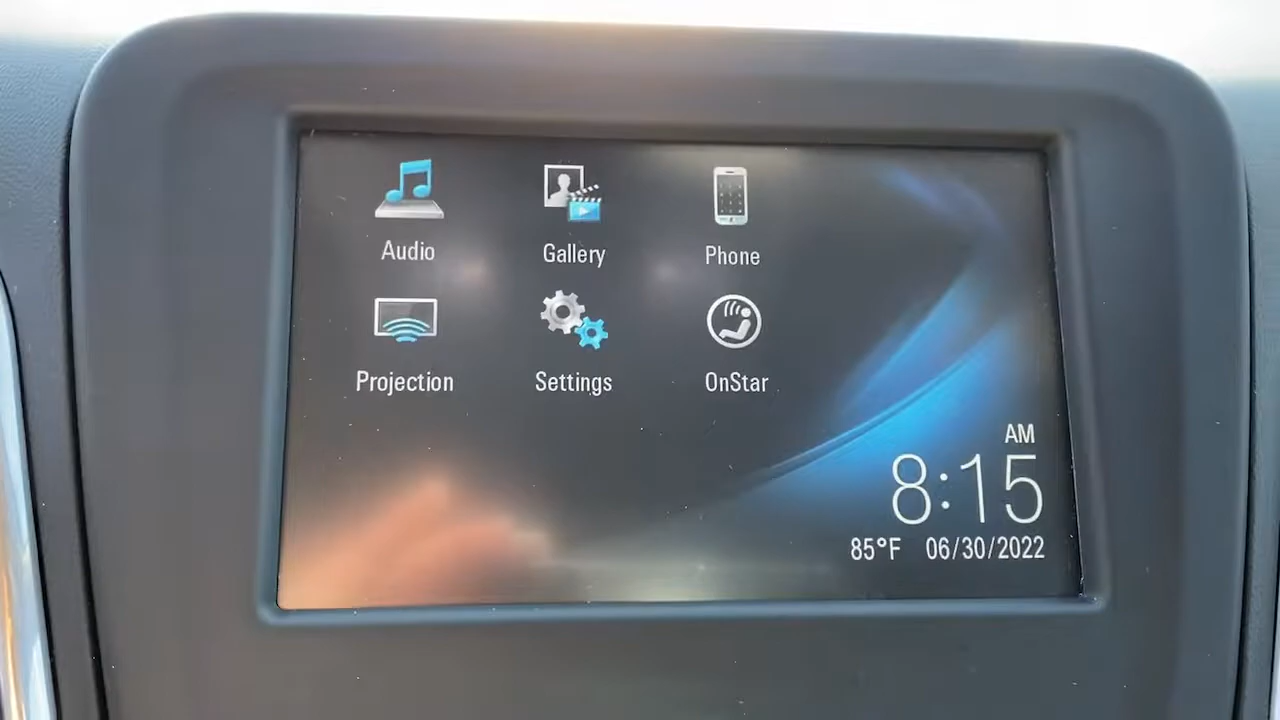 Audio Gallery Phone
Projection Settings OnStar
AM
8:15
85°F 06/30/2022